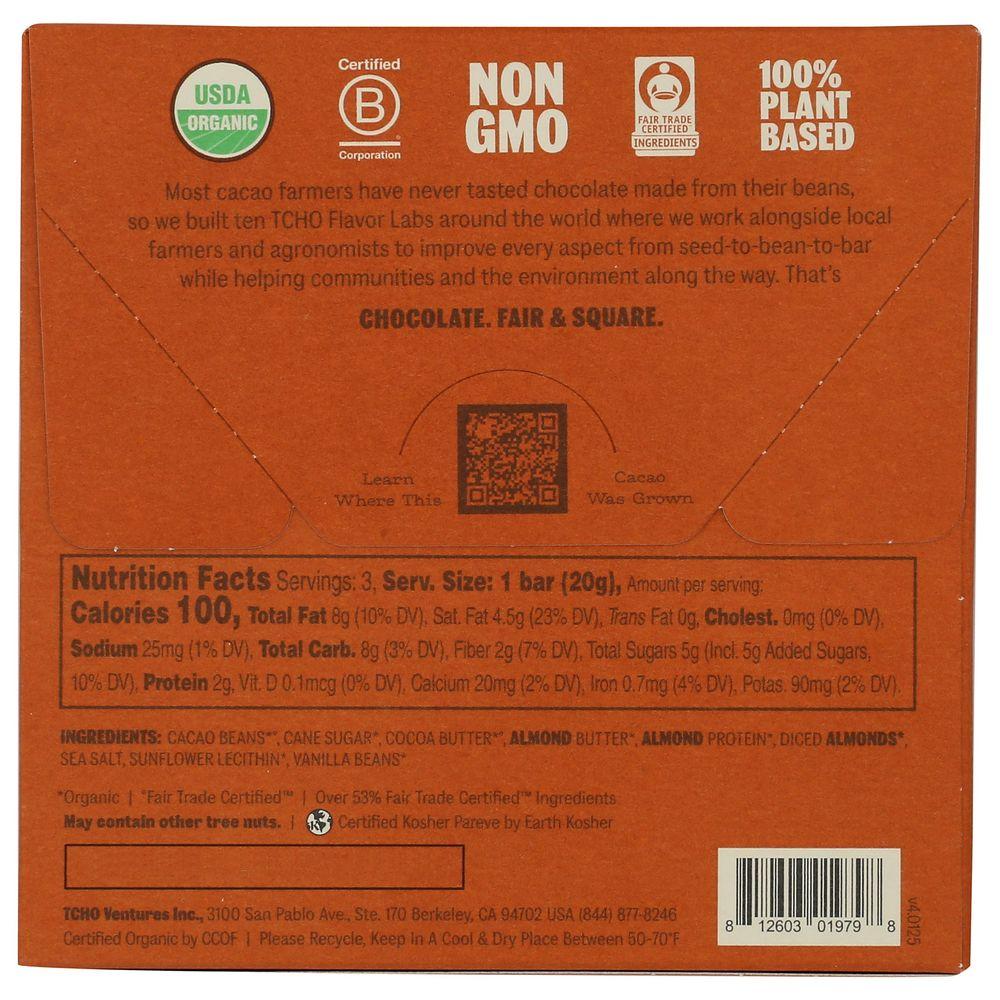 USDA
ORGANIC
Certified
B
®
Corporation
NON
GMO
FAIR TRADE
CERTIFIED
INGREDIENTS
100%
PLANT
BASED
Most cacao farmers have never tasted chocolate made from their beans,
so we built ten TCHO Flavor Labs around the world where we work alongside local
farmers and agronomists to improve every aspect from seed-to-bean-to-bar
while helping communities and the environment along the way. That's
CHOCOLATE. FAIR & SQUARE.
Learn
Where This
Cacao
Was Grown
Nutrition Facts Servings: 3, Serv. Size: 1 bar (20g), Amount per serving:
Calories 100, Total Fat 8g (10% DV), Sat. Fat 4.5g (23% DV), Trans Fat 0g, Cholest. 0mg (0% DV),
Sodium 25mg (1% DV), Total Carb. 8g (3% DV), Fiber 2g (7% DV), Total Sugars 5g (Incl. 5g Added Sugars,
10% DV), Protein 2g, Vit. D 0.1mcg (0% DV), Calcium 20mg (2% DV), Iron 0.7mg (4% DV), Potas. 90mg (2% DV).
INGREDIENTS: CACAO BEANS*°, CANE SUGAR*, COCOA BUTTER*°, ALMOND BUTTER*, ALMOND PROTEIN*, DICED ALMONDS*,
SEA SALT, SUNFLOWER LECITHIN*, VANILLA BEANS*
*Organic | °Fair Trade Certified™ | Over 53% Fair Trade Certified™ Ingredients
May contain other tree nuts. | K Certified Kosher Pareve by Earth Kosher
TCHO Ventures Inc., 3100 San Pablo Ave., Ste. 170 Berkeley, CA 94702 USA (844) 877-8246
Certified Organic by CCOF | Please Recycle, Keep In A Cool & Dry Place Between 50-70°F
8 12603 01979 8
v4.0125